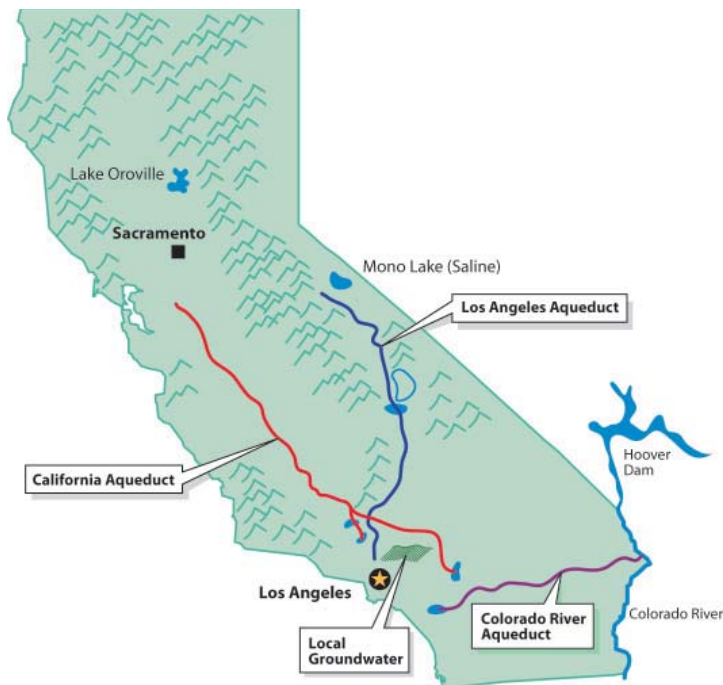 Lake Oroville
Sacramento
Mono Lake (Saline)
Los Angeles Aqueduct
Hoover
Dam
California Aqueduct
Los Angeles
Colorado River
Aqueduct
Colorado River
Local
Groundwater